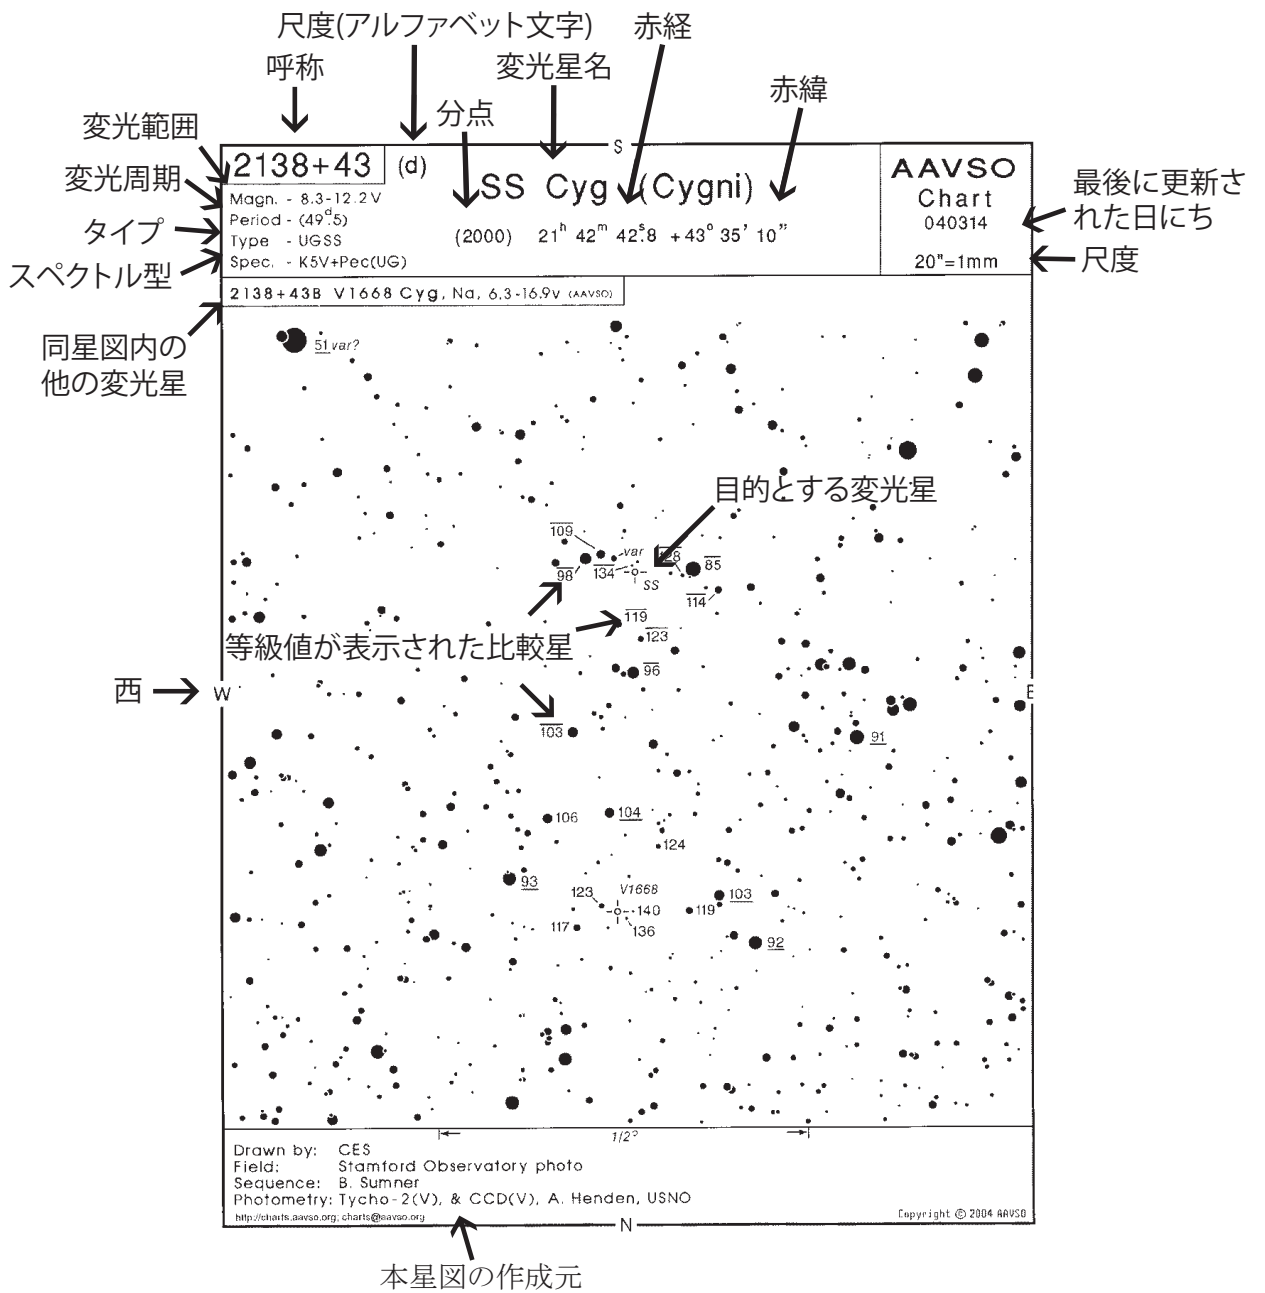 尺度(アルファベット文字)
赤経
呼称
変光星名
赤緯
分点
変光範囲
変光周期
タイプ
スペクトル型
同星図内の
他の変光星
最後に更新さ
れた日にち
尺度
S
2138+43
(d)
SS Cyg (Cygni)
AAVSO
Chart
040314
20"=1mm
Magn. - 8.3-12.2V
Period - (49ᵈ.5)
Type - UGSS
Spec. - K5V+Pec(UG)
(2000) 21ʰ 42ᵐ 42ˢ.8 +43° 35' 10"
2138+43B V1668 Cyg, Na, 6.3-16.9v (AAVSO)
51 var?
目的とする変光星
109
var
128
85
98
134
SS
114
119
123
等級値が表示された比較星
96
西
W
E
103
91
106
104
124
93
123
V1668
140
119
103
117
136
92
1/2°
Drawn by: CES
Field: Stamford Observatory photo
Sequence: B. Sumner
Photometry: Tycho-2(V), & CCD(V), A. Henden, USNO
http://charts.aavso.org; charts@aavso.org
Copyright © 2004 AAVSO
N
本星図の作成元